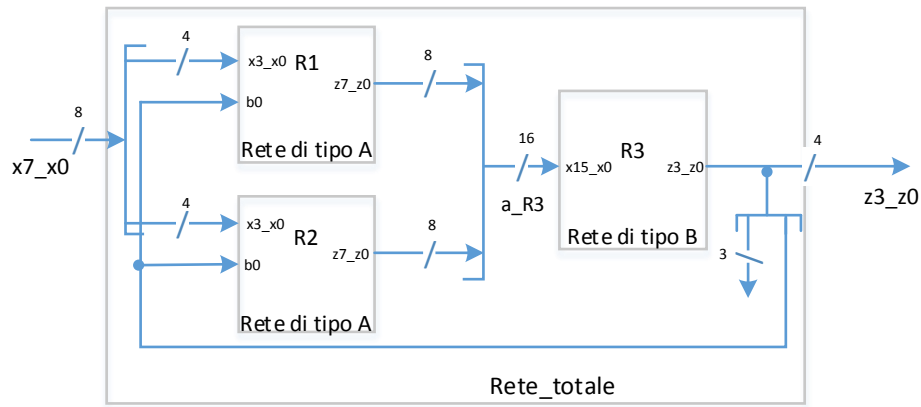 4
x3_x0
R1
z7_z0
8
b0
Rete di tipo A
8
x7_x0
16
x15_x0
R3
z3_z0
4
a_R3
z3_z0
Rete di tipo B
4
x3_x0
R2
z7_z0
8
b0
Rete di tipo A
3
Rete_totale